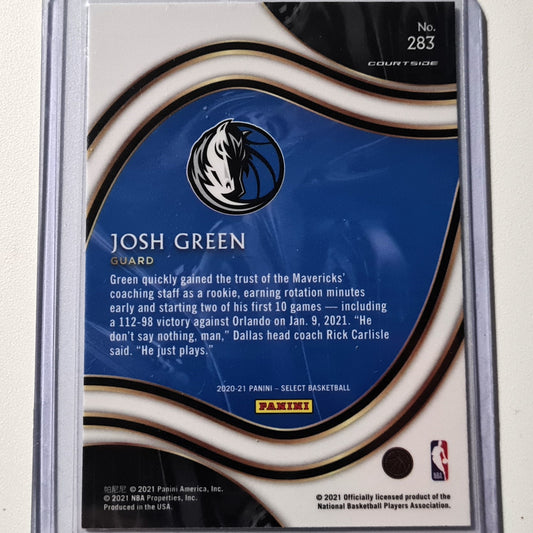 No.
283
COURTSIDE
JOSH GREEN
GUARD
Green quickly gained the trust of the Mavericks'
coaching staff as a rookie, earning rotation minutes
early and starting two of his first 10 games — including
a 112-98 victory against Orlando on Jan. 9, 2021. “He
don't say nothing, man,” Dallas head coach Rick Carlisle
said. “He just plays.”
2020-21 PANINI – SELECT BASKETBALL
PANINI
帕尼尼 © 2021 Panini America, Inc.
© 2021 NBA Properties, Inc.
Produced in the USA.
© 2021 Officially licensed product of the
National Basketball Players Association.